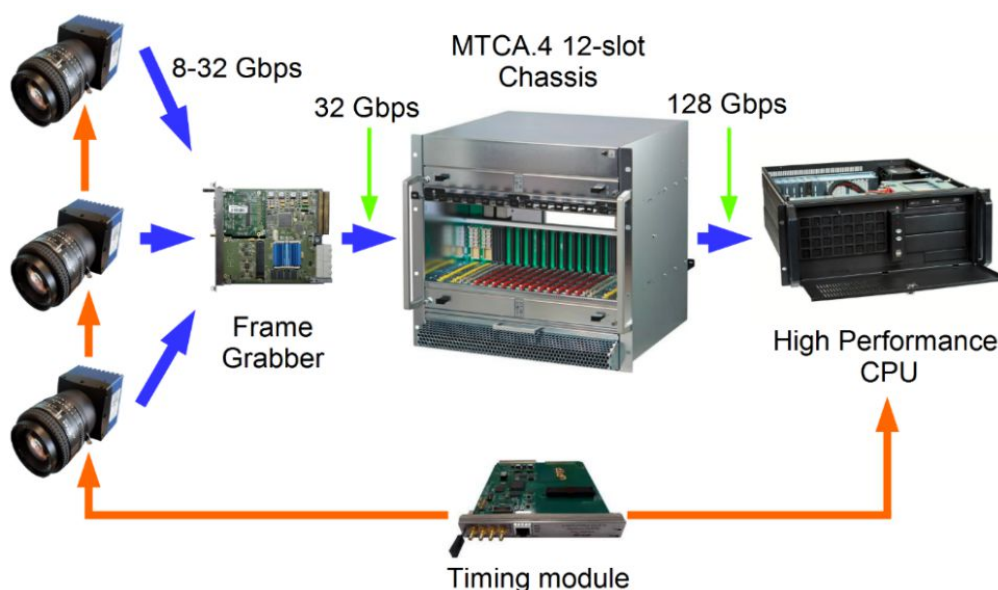 8-32 Gbps
MTCA.4 12-slot
Chassis
32 Gbps
128 Gbps
Frame
Grabber
High Performance
CPU
Timing module